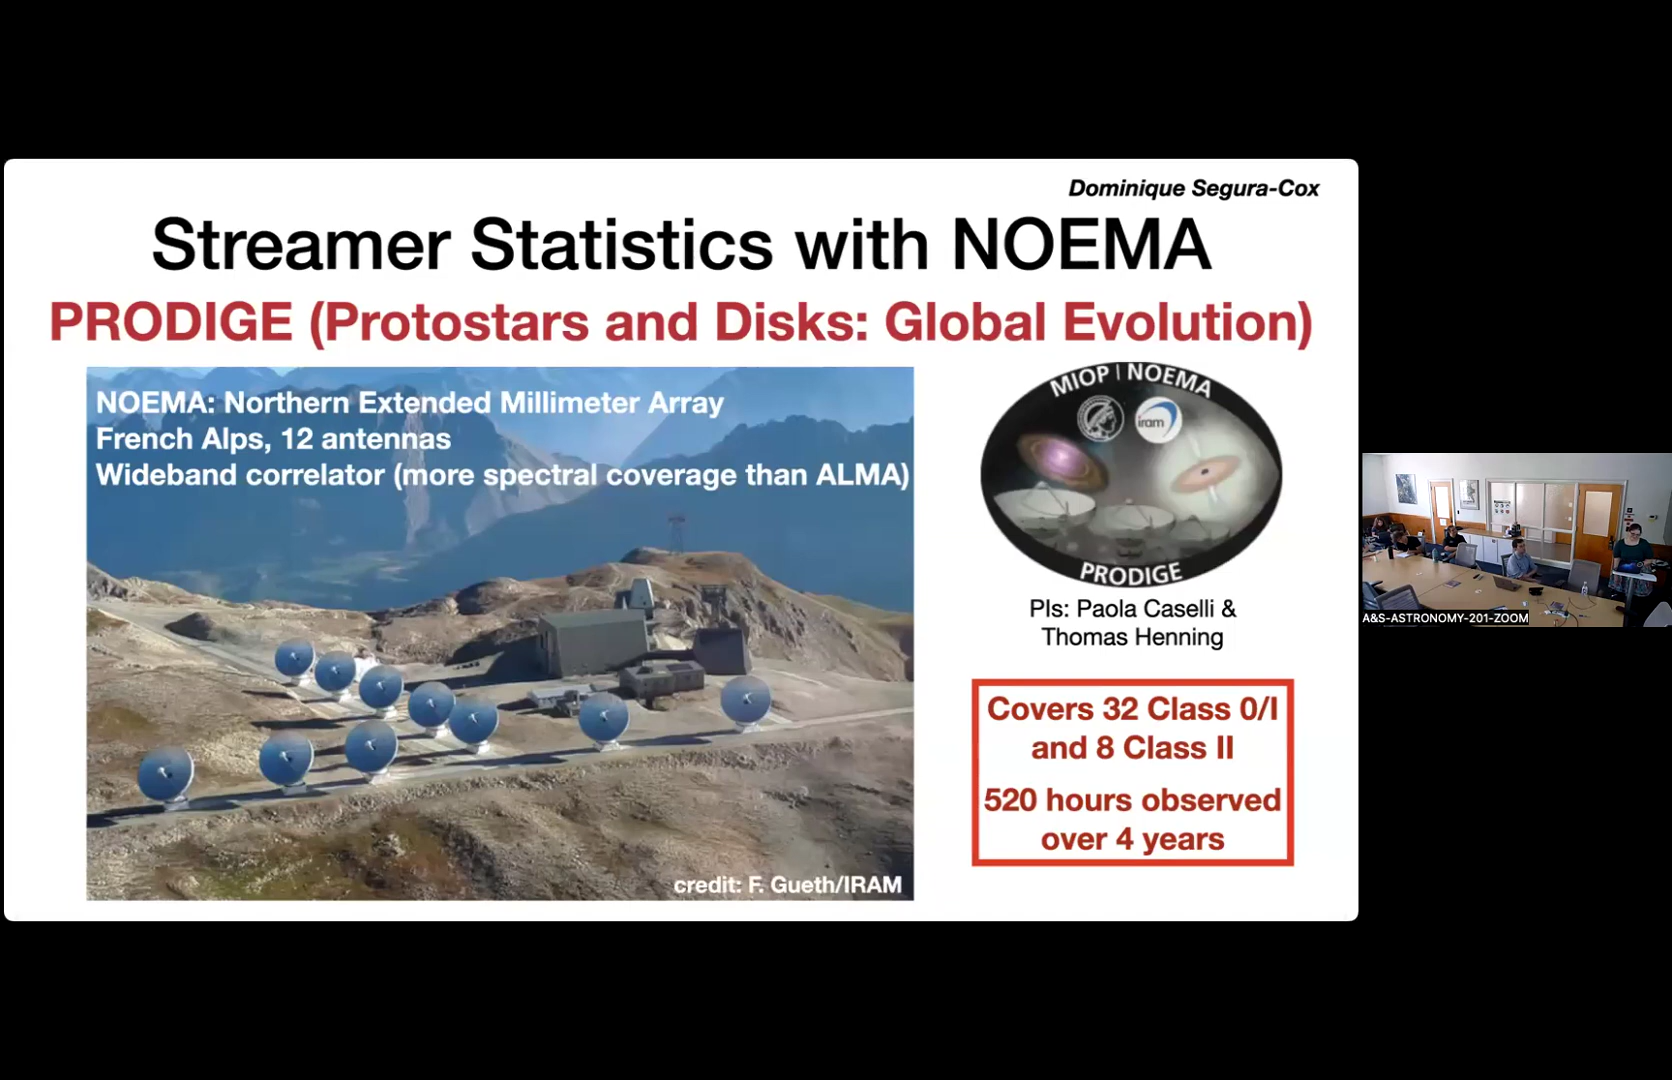 Dominique Segura-Cox
Streamer Statistics with NOEMA
PRODIGE (Protostars and Disks: Global Evolution)
NOEMA: Northern Extended Millimeter Array
French Alps, 12 antennas
Wideband correlator (more spectral coverage than ALMA)
credit: F. Gueth/IRAM
MIOP | NOEMA
iram
PRODIGE
PIs: Paola Caselli &
Thomas Henning
Covers 32 Class 0/I
and 8 Class II
520 hours observed
over 4 years
A&S-ASTRONOMY-201-ZOOM